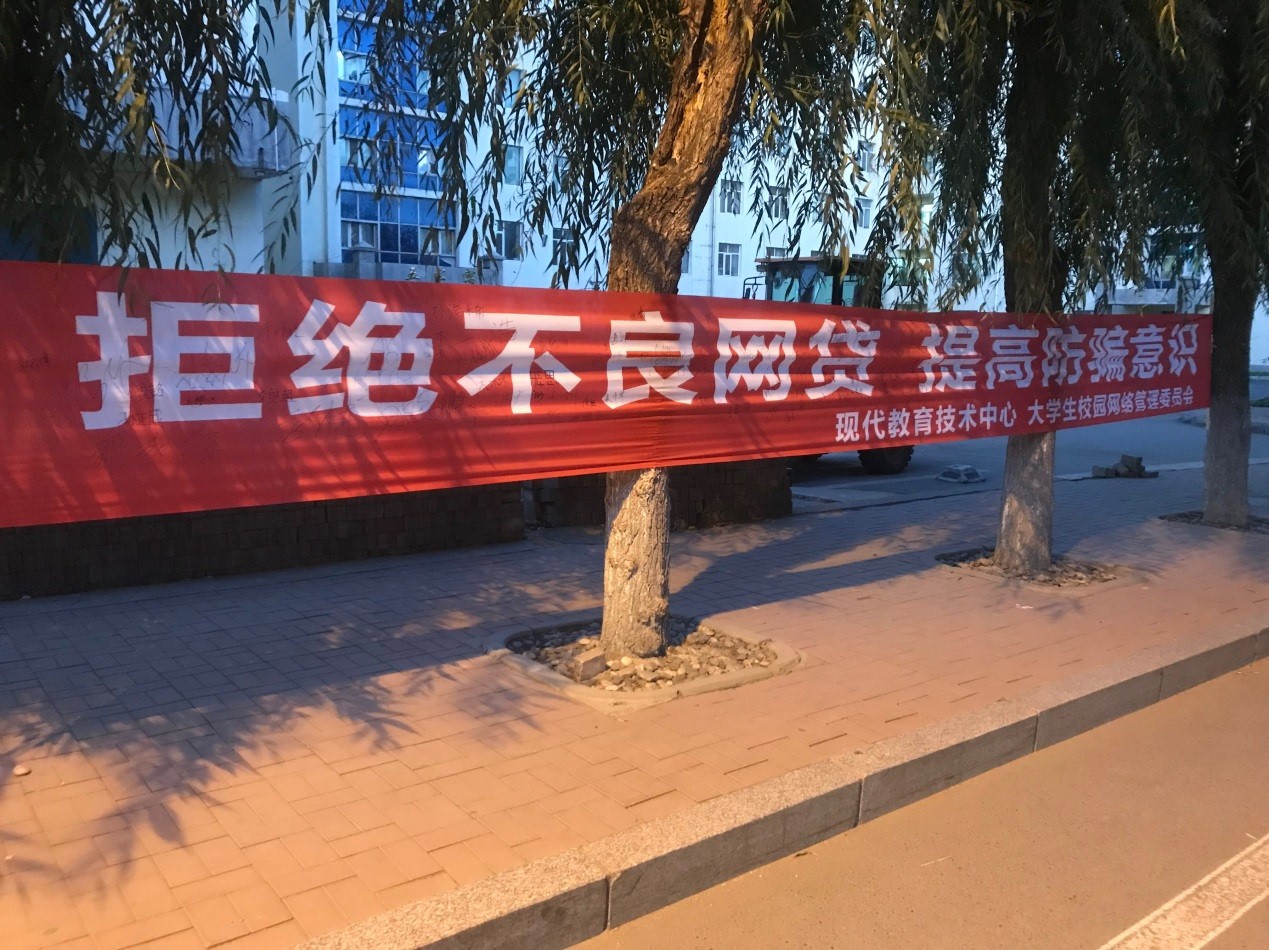 拒绝不良网贷 提高防骗意识
现代教育技术中心 大学生校园网络管理委员会